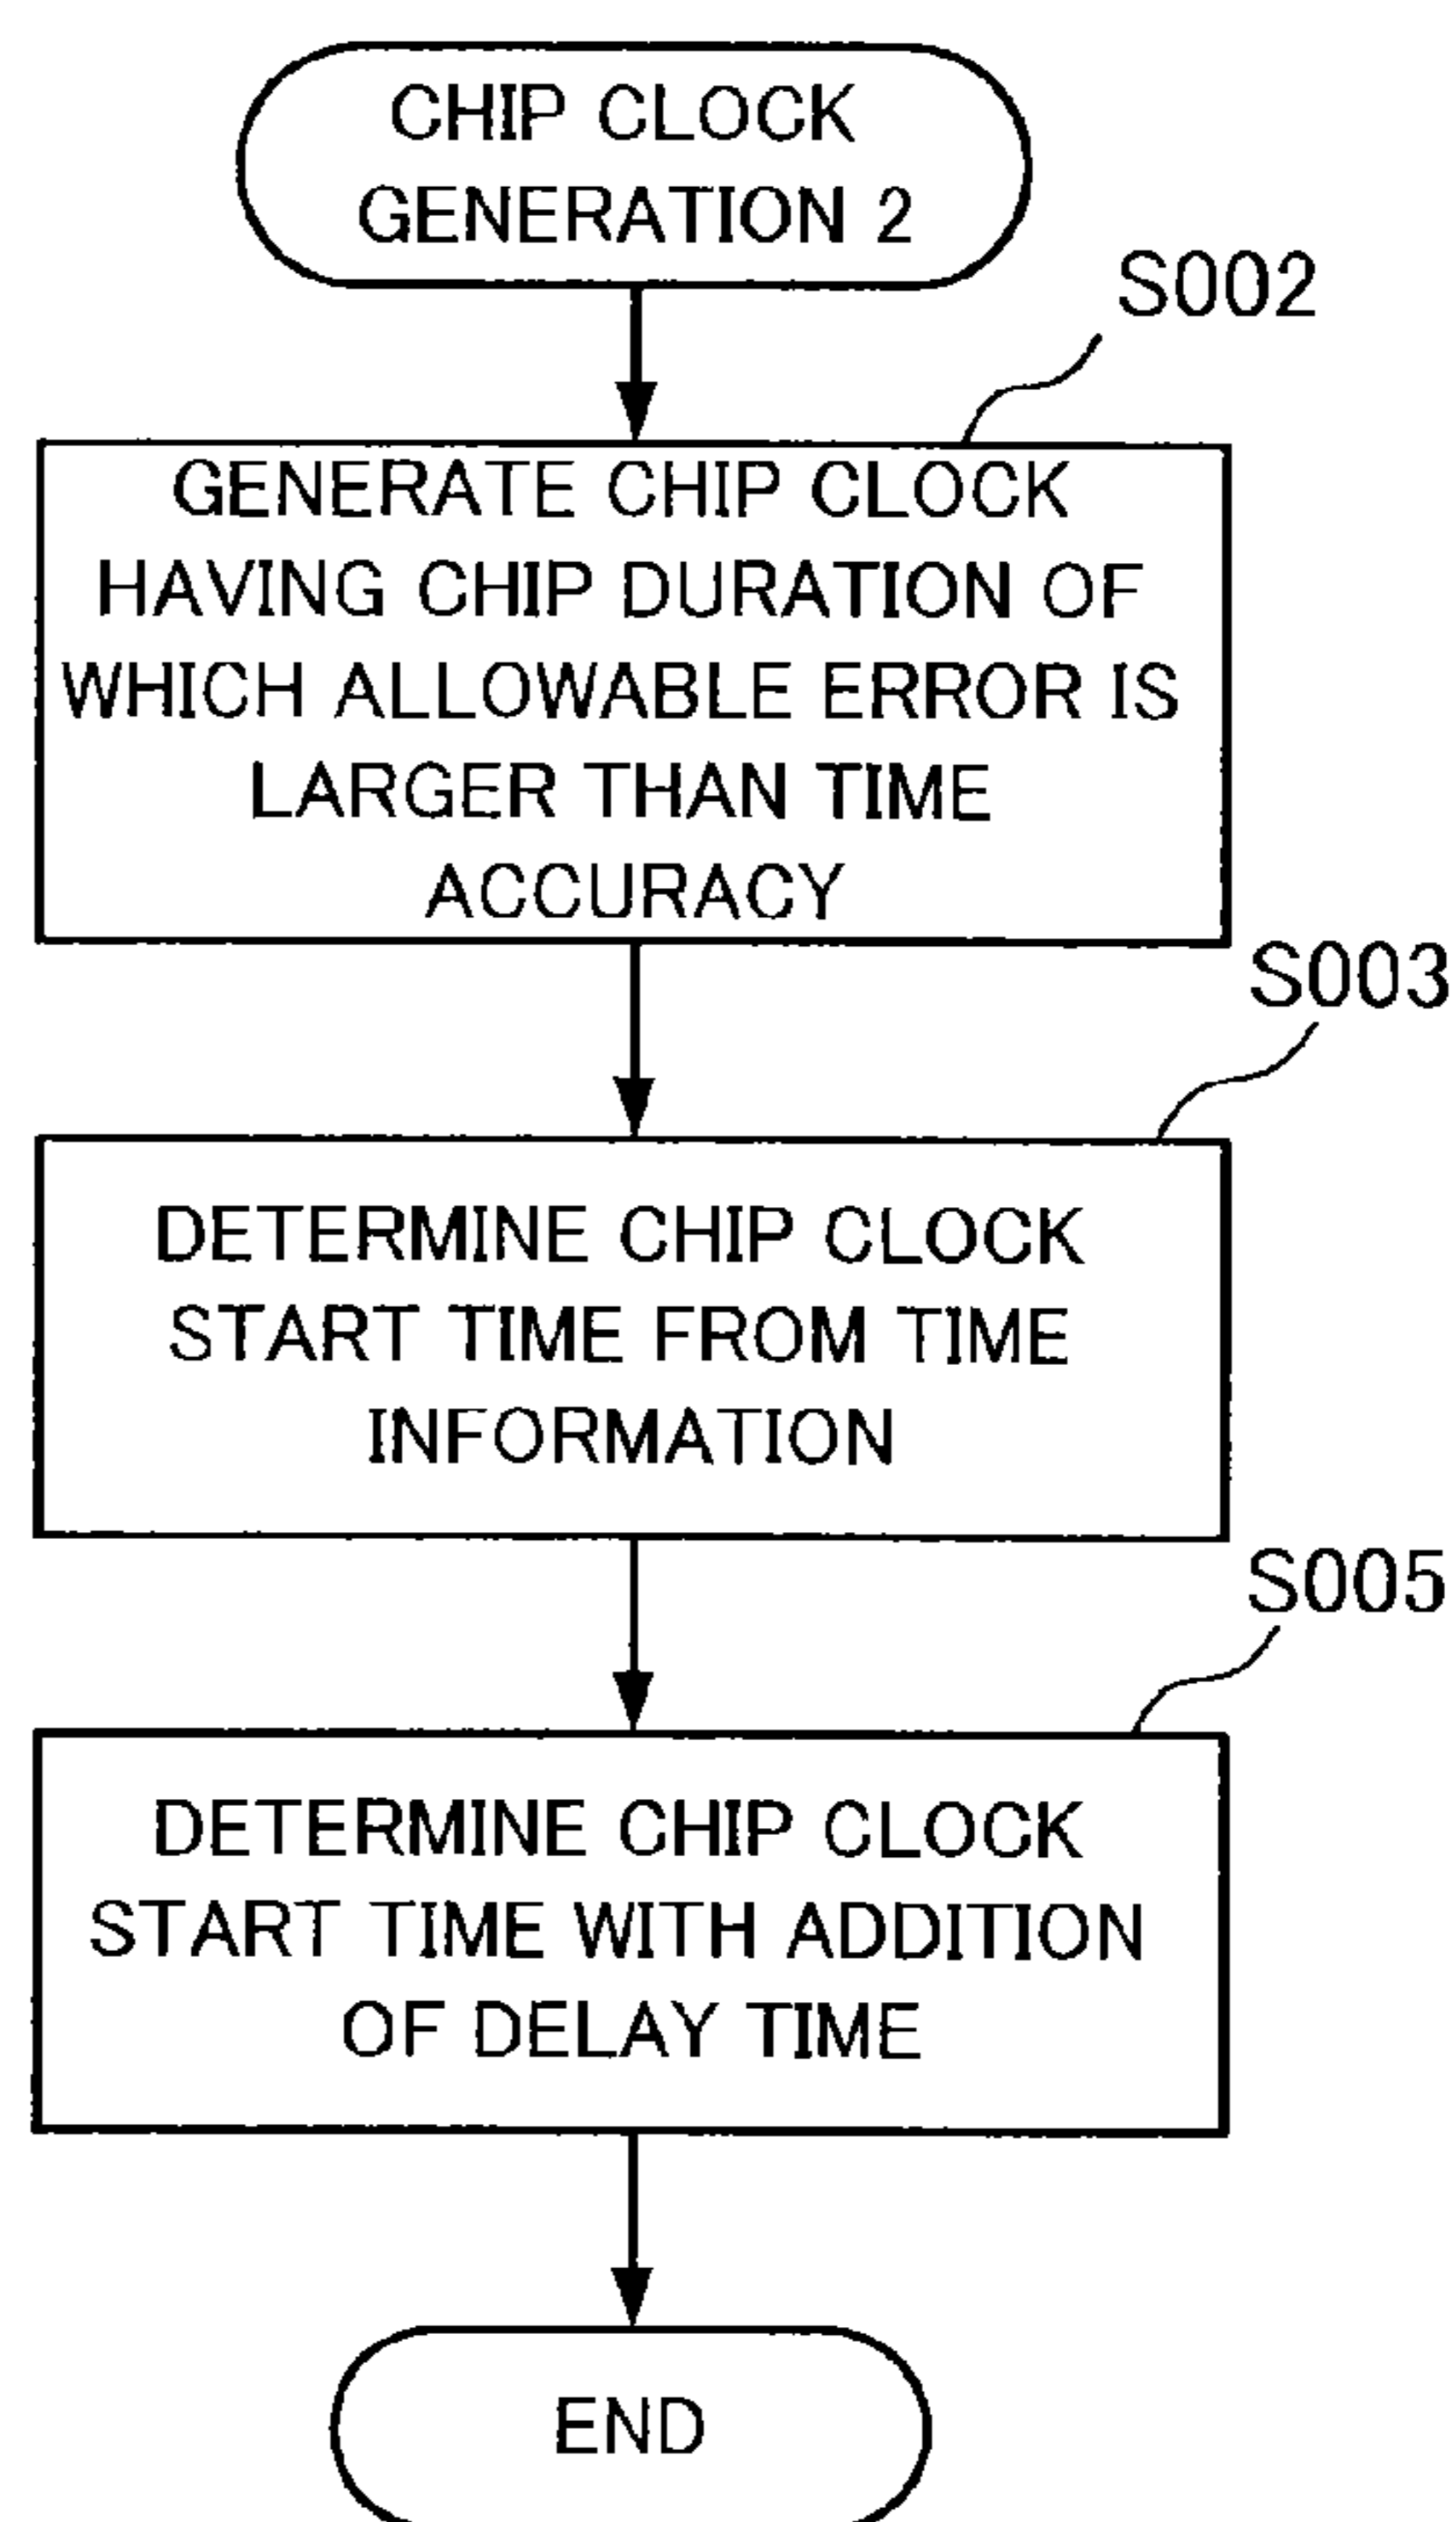 CHIP CLOCK
GENERATION 2
S002
GENERATE CHIP CLOCK
HAVING CHIP DURATION OF
WHICH ALLOWABLE ERROR IS
LARGER THAN TIME
ACCURACY
S003
DETERMINE CHIP CLOCK
START TIME FROM TIME
INFORMATION
S005
DETERMINE CHIP CLOCK
START TIME WITH ADDITION
OF DELAY TIME
END